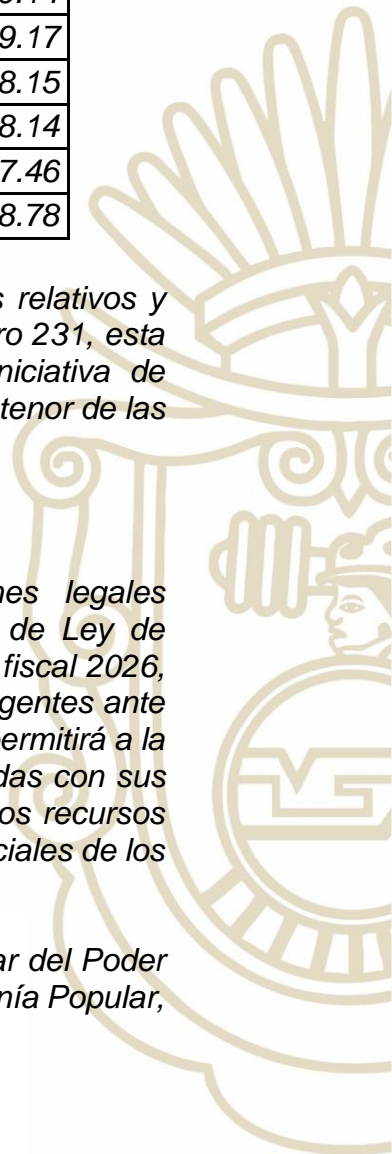 9.17
8.15
8.14
7.46
8.78
s relativos y
ro 231, esta
niciativa de
tenor de las
nes legales
de Ley de
fiscal 2026,
gentes ante
permitirá a la
das con sus
os recursos
ciales de los
ar del Poder
nía Popular,